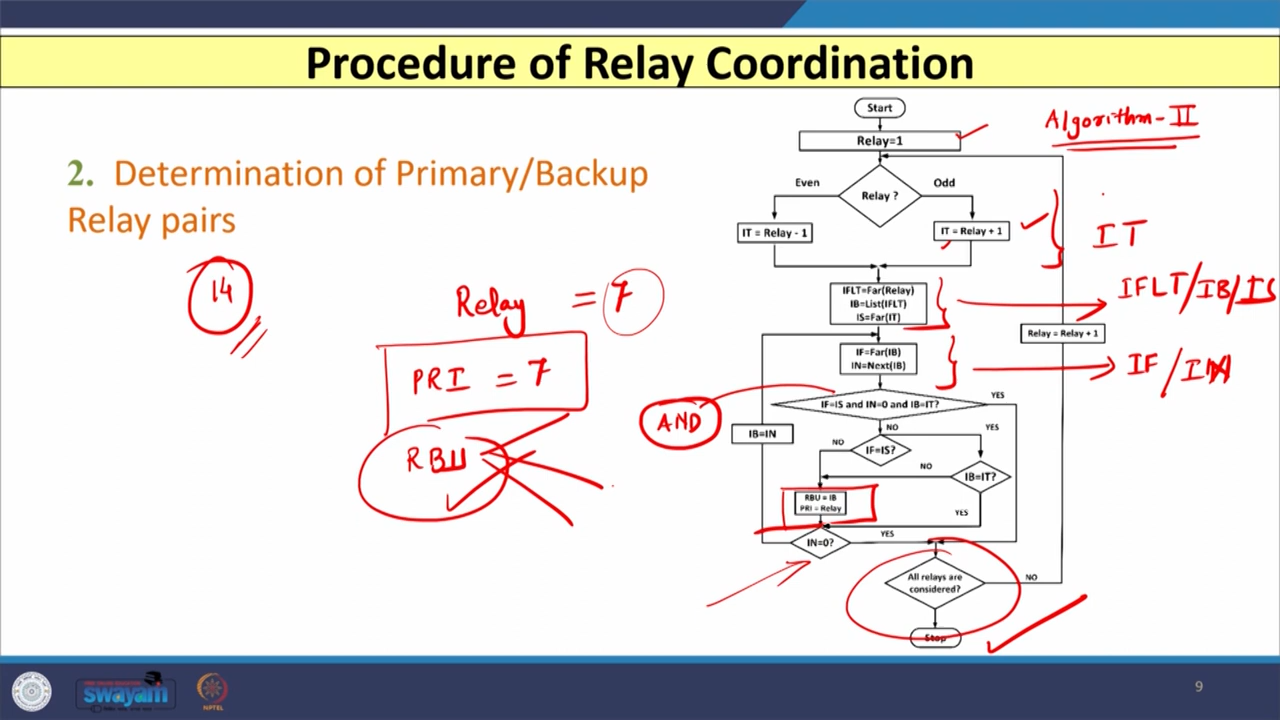 Procedure of Relay Coordination
2. Determination of Primary/Backup
Relay pairs
14
Relay = 7
PRI = 7
RBU
AND
Algorithm-II
IT
IFLT/IB/IS
IF/IN
Start
Relay=1
Even
Odd
Relay ?
IT = Relay - 1
IT = Relay + 1
IFLT=Far(Relay)
IB=List(IFLT)
IS=Far(IT)
Relay = Relay + 1
IF=Far(IB)
IN=Next(IB)
IF=IS and IN=0 and IB=IT?
YES
NO
YES
IB=IN
NO
IF=IS?
NO
IB=IT?
RBU = IB
PRI = Relay
YES
YES
IN=0?
All relays are
considered?
NO
Stop
swayam
NPTEL
9